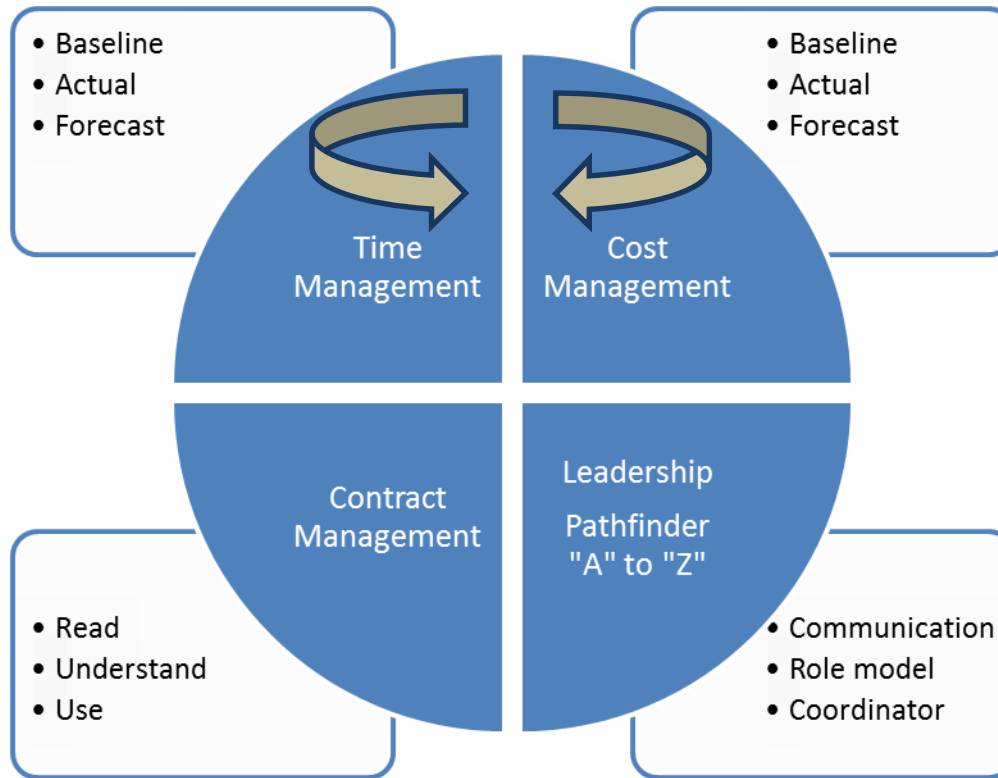 • Baseline
• Actual
• Forecast
• Baseline
• Actual
• Forecast
Time
Management
Cost
Management
Contract
Management
Leadership
Pathfinder
"A" to "Z"
• Read
• Understand
• Use
• Communication
• Role model
• Coordinator